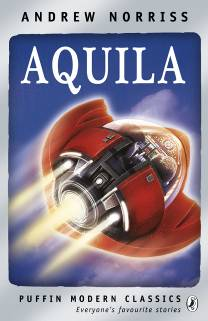 ANDREW NORRISS
AQUILA
PUFFIN MODERN CLASSICS
Everyone's favourite stories